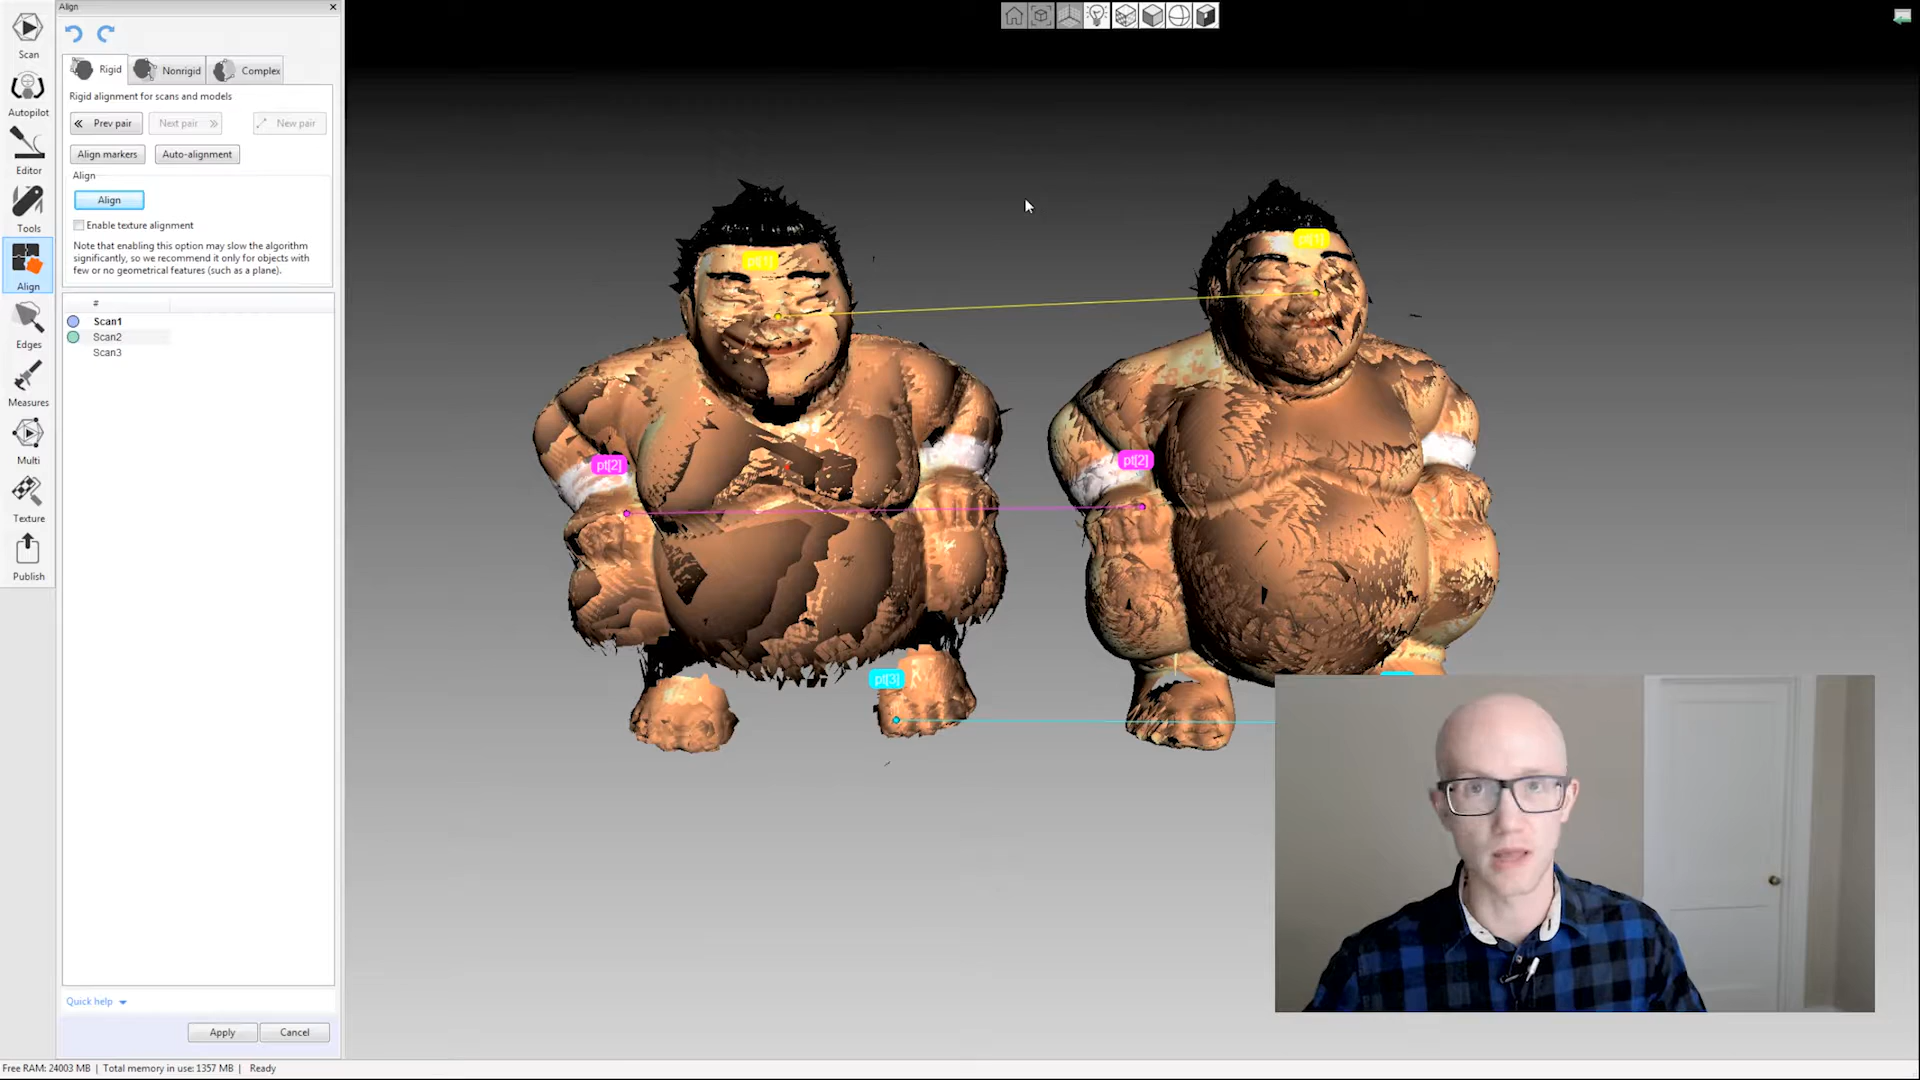 Align
Scan
Autopilot
Editor
Tools
Align
Edges
Measures
Multi
Texture
Publish
Rigid
Nonrigid
Complex
Rigid alignment for scans and models
Prev pair
Next pair
New pair
Align markers
Auto-alignment
Align
Align
Enable texture alignment
Note that enabling this option may slow the algorithm
significantly, so we recommend it only for objects with
few or no geometrical features (such as a plane).
#
Scan1
Scan2
Scan3
pt[1]
pt[1]
pt[2]
pt[2]
pt[3]
Quick help
Apply
Cancel
Free RAM: 24003 MB | Total memory in use: 1357 MB | Ready